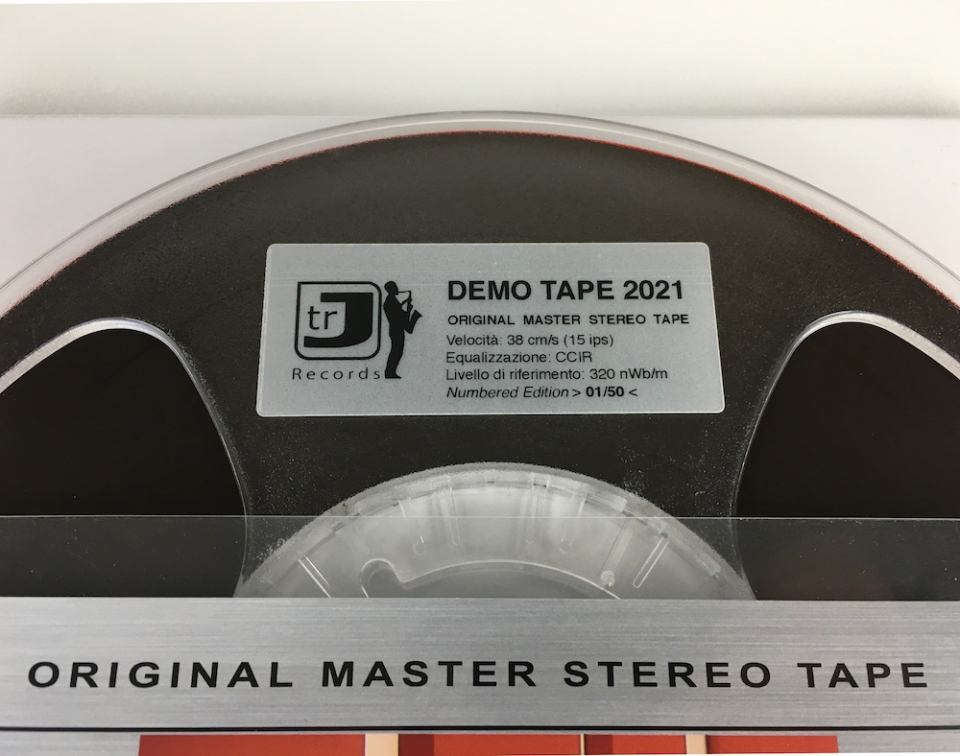 trJ
Records
DEMO TAPE 2021
ORIGINAL MASTER STEREO TAPE
Velocità: 38 cm/s (15 ips)
Equalizzazione: CCIR
Livello di riferimento: 320 nWb/m
Numbered Edition > 01/50 <
ORIGINAL MASTER STEREO TAPE